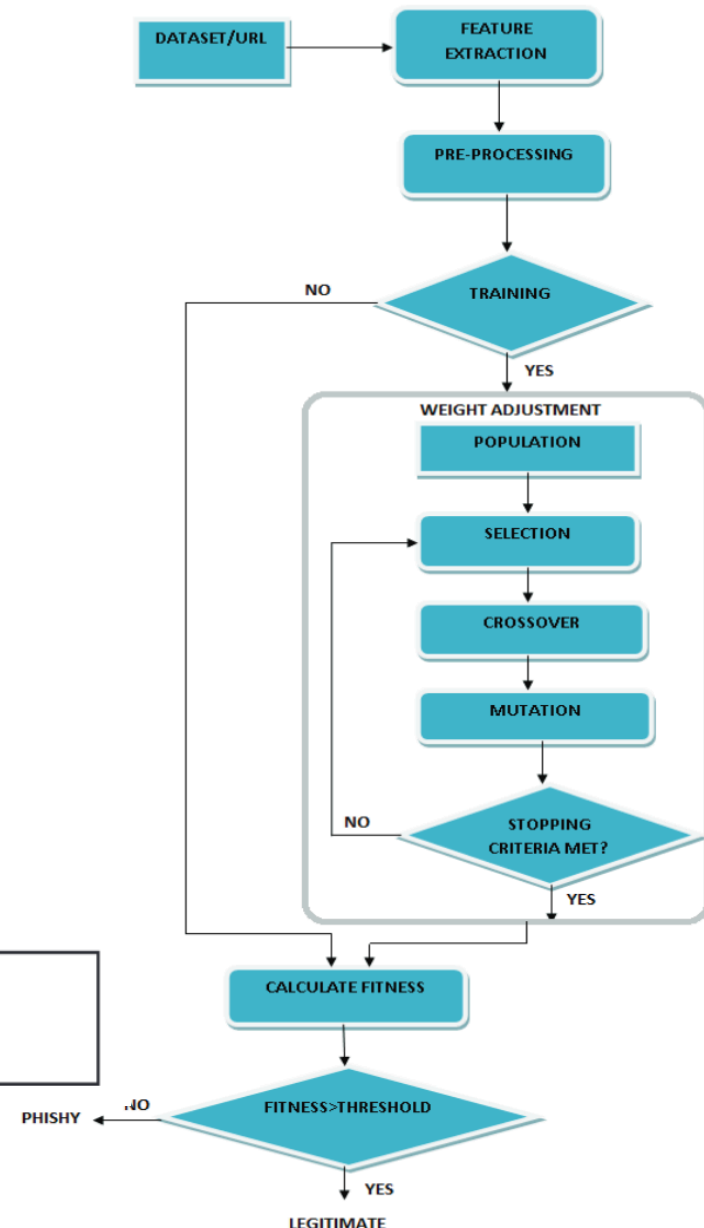 DATASET/URL
FEATURE
EXTRACTION
PRE-PROCESSING
TRAINING
NO
YES
WEIGHT ADJUSTMENT
POPULATION
SELECTION
CROSSOVER
MUTATION
STOPPING
CRITERIA MET?
NO
YES
CALCULATE FITNESS
FITNESS>THRESHOLD
NO
PHISHY
YES
LEGITIMATE